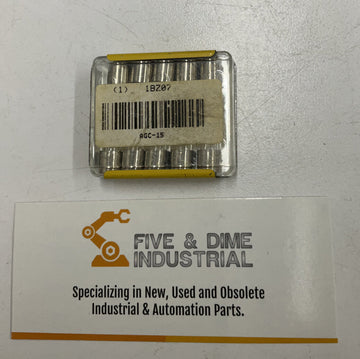 (1) 1BZ07
AGC-15
FIVE & DIME
INDUSTRIAL
Specializing in New, Used and Obsolete
Industrial & Automation Parts.